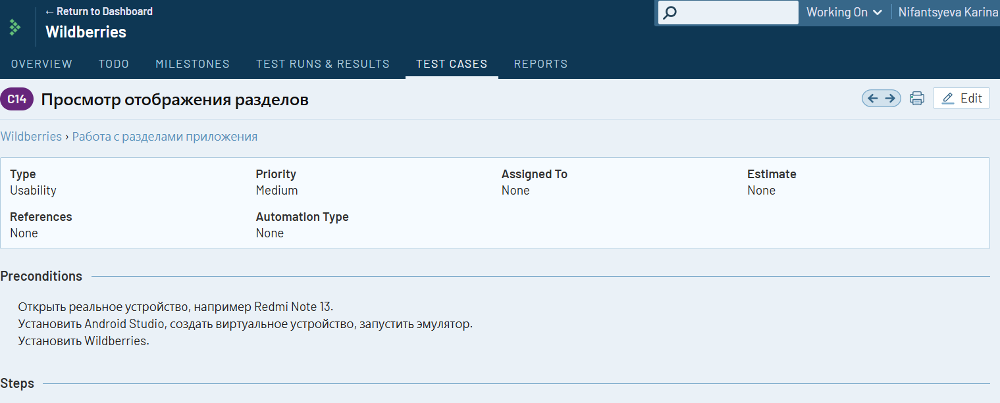 ← Return to Dashboard
Wildberries
Working On
Nifantsyeva Karina
OVERVIEW TODO MILESTONES TEST RUNS & RESULTS TEST CASES REPORTS
C14 Просмотр отображения разделов
Edit
Wildberries › Работа с разделами приложения
Type Priority Assigned To Estimate
Usability Medium None None
References Automation Type
None None
Preconditions
Открыть реальное устройство, например Redmi Note 13.
Установить Android Studio, создать виртуальное устройство, запустить эмулятор.
Установить Wildberries.
Steps